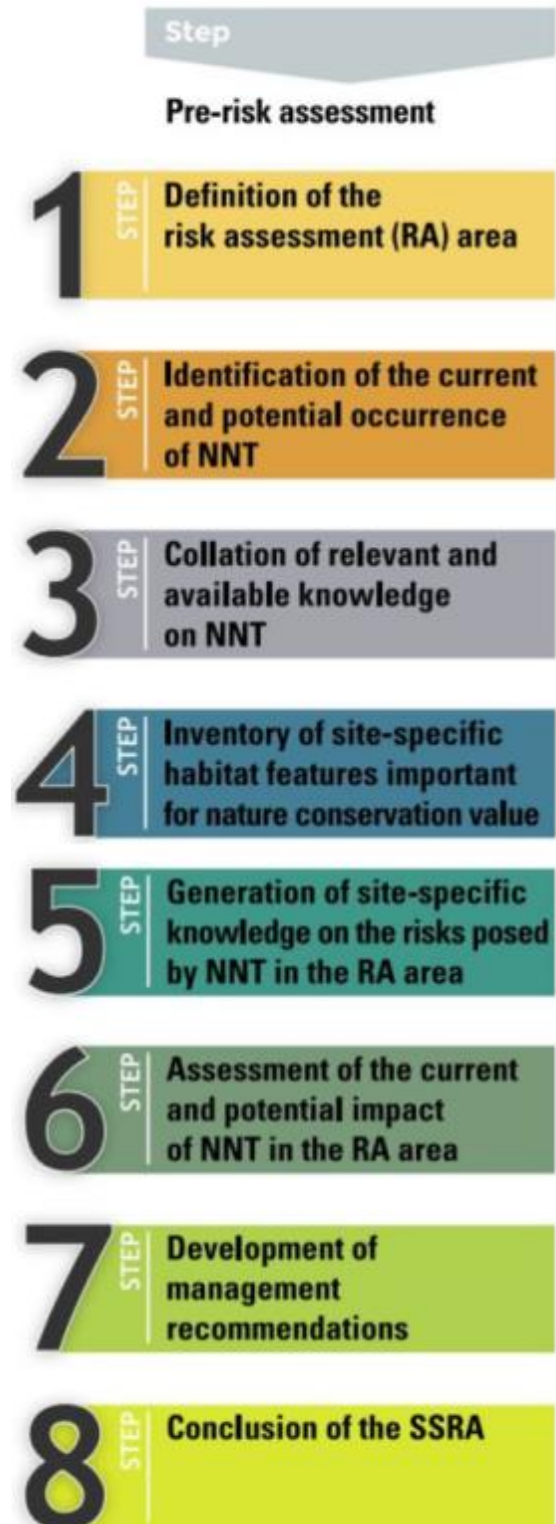 Step
Pre-risk assessment
1
STEP
Definition of the
risk assessment (RA) area
2
STEP
Identification of the current
and potential occurrence
of NNT
3
STEP
Collation of relevant and
available knowledge
on NNT
4
STEP
Inventory of site-specific
habitat features important
for nature conservation value
5
STEP
Generation of site-specific
knowledge on the risks posed
by NNT in the RA area
6
STEP
Assessment of the current
and potential impact
of NNT in the RA area
7
STEP
Development of
management
recommendations
8
STEP
Conclusion of the SSRA